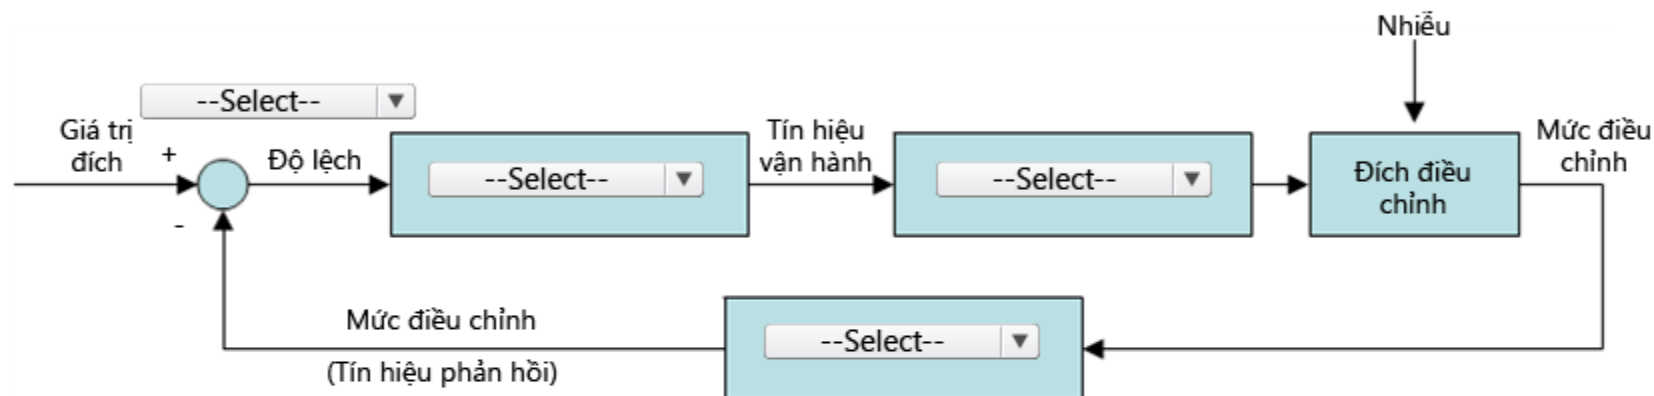 Nhiễu
--Select--
Giá trị
đích
+
-
Độ lệch
--Select--
Tín hiệu
vận hành
--Select--
Đích điều
chỉnh
Mức điều
chỉnh
Mức điều chỉnh
(Tín hiệu phản hồi)
--Select--